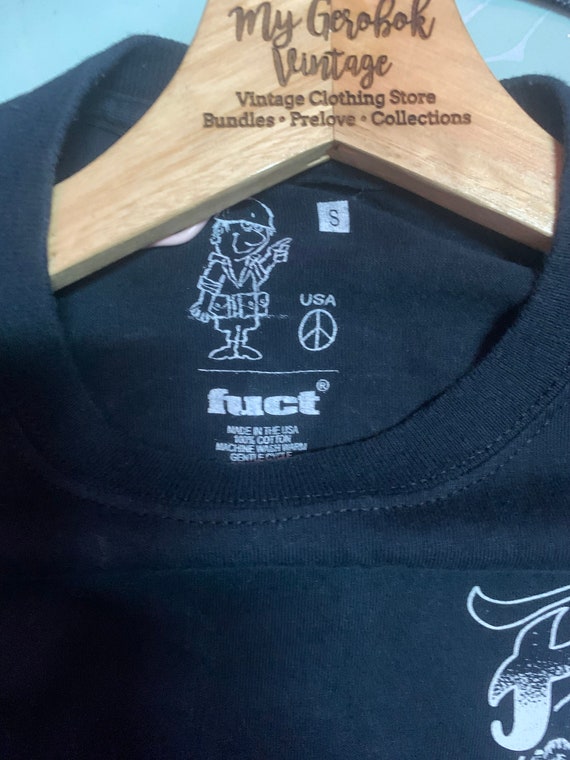 My Gerobok
Vintage
Vintage Clothing Store
Bundles • Prelove • Collections
S
USA
fuct®
MADE IN THE USA
100% COTTON
MACHINE WASH WARM
GENTLE CYCLE